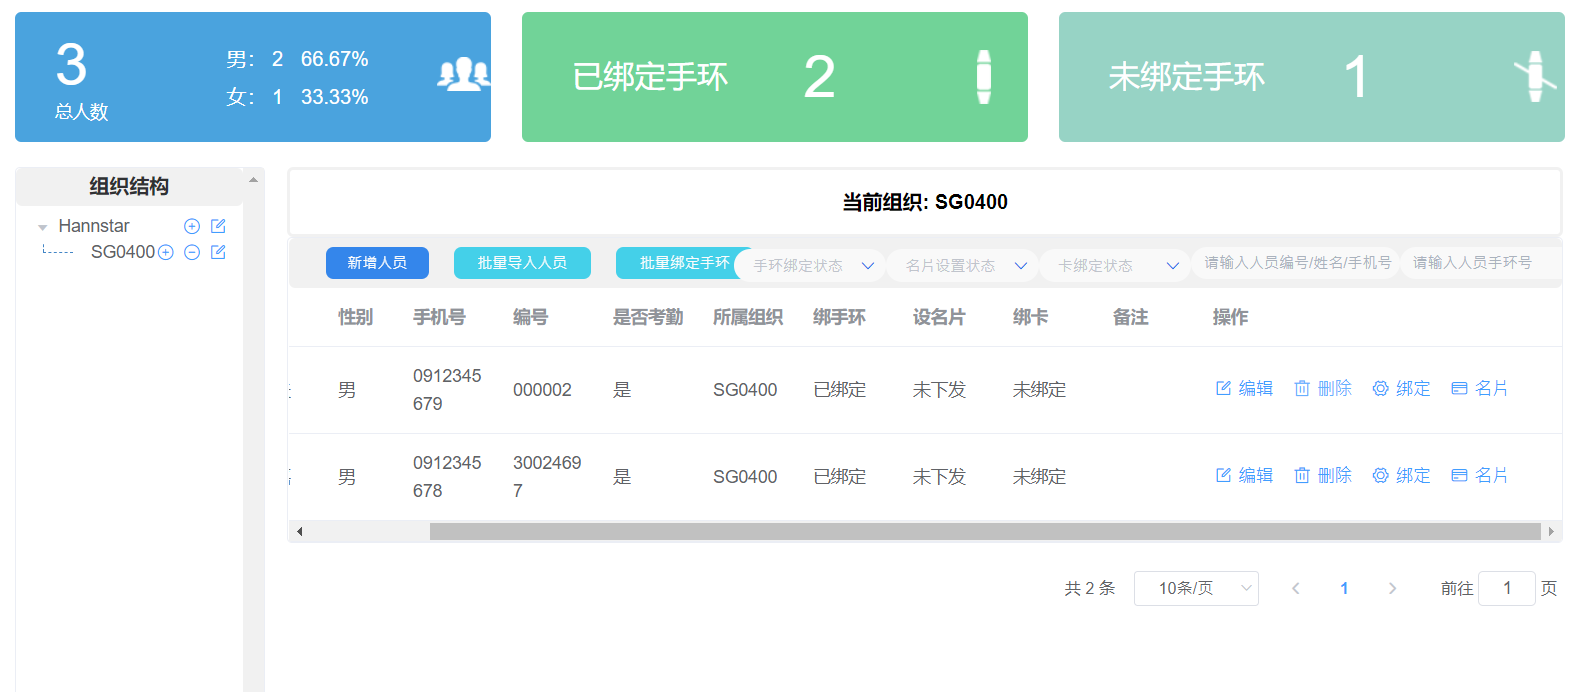 3
总人数
男： 2 66.67%
女： 1 33.33%
已绑定手环 2
未绑定手环 1
组织结构
Hannstar
SG0400
当前组织: SG0400
新增人员 批量导入人员 批量绑定手环 手环绑定状态 名片设置状态 卡绑定状态 请输入人员编号/姓名/手机号 请输入人员手环号
性别 手机号 编号 是否考勤 所属组织 绑手环 设名片 绑卡 备注 操作
男 0912345679 000002 是 SG0400 已绑定 未下发 未绑定 编辑 删除 绑定 名片
男 0912345678 30024697 是 SG0400 已绑定 未下发 未绑定 编辑 删除 绑定 名片
共 2 条 10条/页 1 前往 1 页